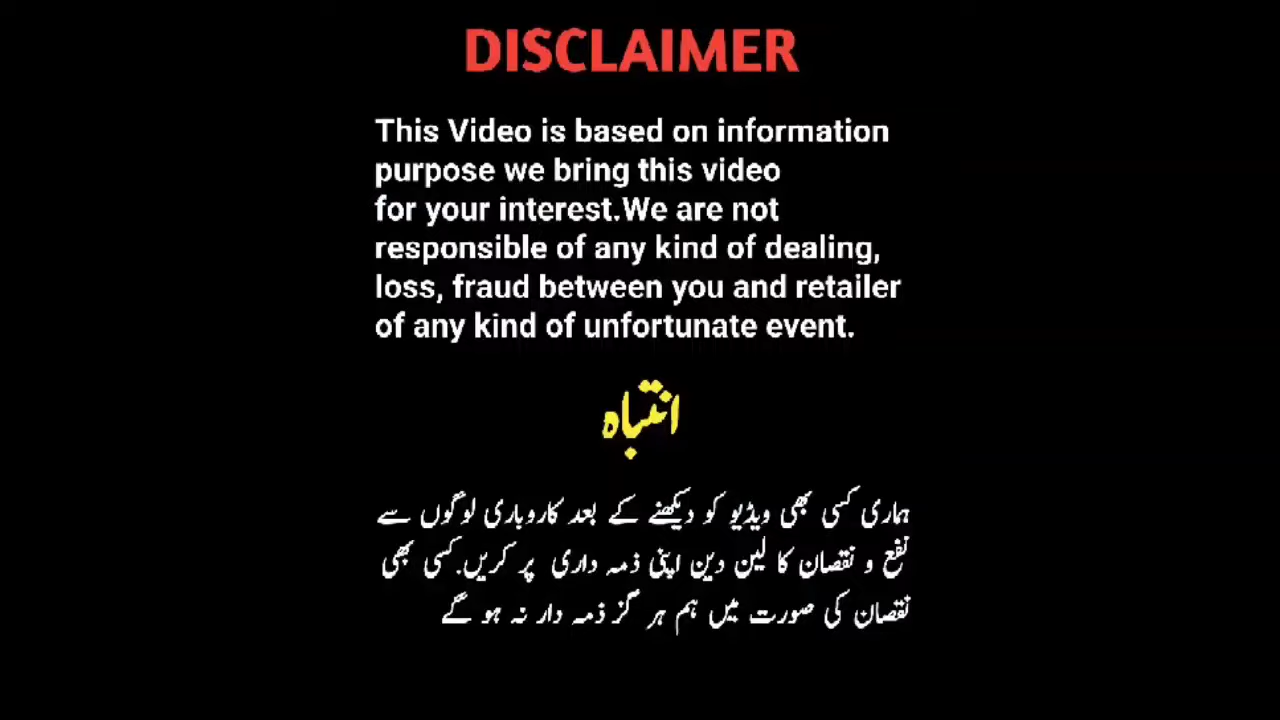 DISCLAIMER
This Video is based on information
purpose we bring this video
for your interest.We are not
responsible of any kind of dealing,
loss, fraud between you and retailer
of any kind of unfortunate event.
انتباہ
ہماری کسی بھی ویڈیو کو دیکھنے کے بعد کاروباری لوگوں سے
نفع و نقصان کا لین دین اپنی ذمہ داری پر کریں.کسی بھی
نقصان کی صورت میں ہم ہر گز ذمہ دار نہ ہو گے